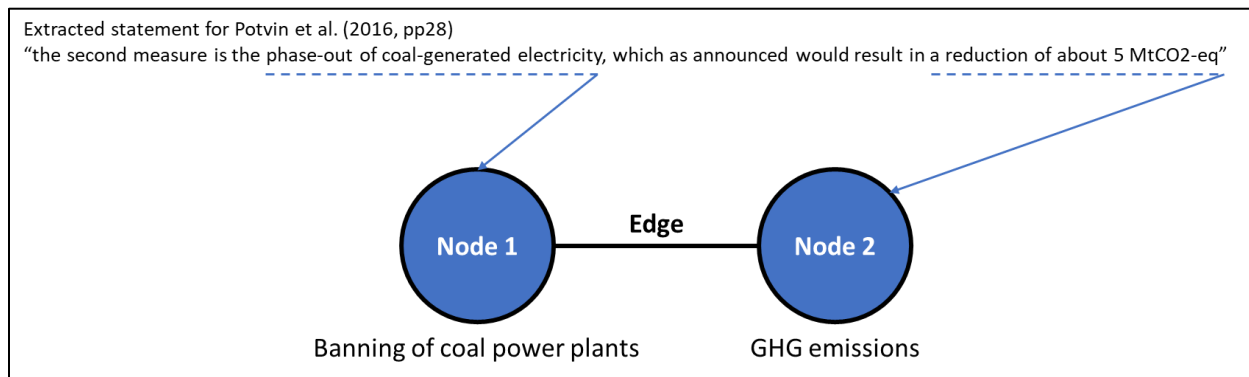 Extracted statement for Potvin et al. (2016, pp28)
“the second measure is the phase-out of coal-generated electricity, which as announced would result in a reduction of about 5 MtCO2-eq”
Edge
Node 1
Node 2
Banning of coal power plants
GHG emissions